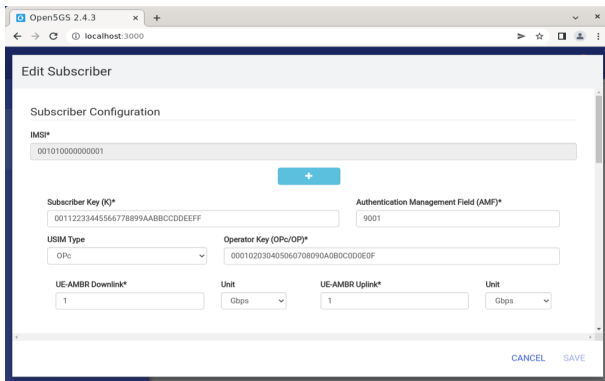 Open5GS 2.4.3
localhost:3000
Edit Subscriber
Subscriber Configuration
IMSI*
001010000000001
+
Subscriber Key (K)* Authentication Management Field (AMF)*
00112233445566778899AABBCCDDEEFF 9001
USIM Type Operator Key (OPc/OP)*
OPc 000102030405060708090A0B0C0D0E0F
UE-AMBR Downlink* Unit UE-AMBR Uplink* Unit
1 Gbps 1 Gbps
CANCEL SAVE